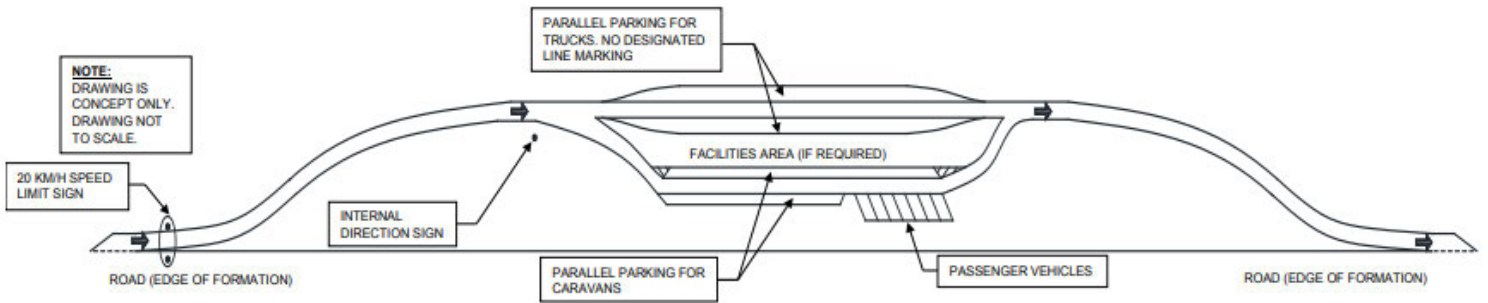 PARALLEL PARKING FOR
TRUCKS. NO DESIGNATED
LINE MARKING
NOTE:
DRAWING IS
CONCEPT ONLY.
DRAWING NOT
TO SCALE.
FACILITIES AREA (IF REQUIRED)
20 KM/H SPEED
LIMIT SIGN
INTERNAL
DIRECTION SIGN
PARALLEL PARKING FOR
CARAVANS
PASSENGER VEHICLES
ROAD (EDGE OF FORMATION)
ROAD (EDGE OF FORMATION)